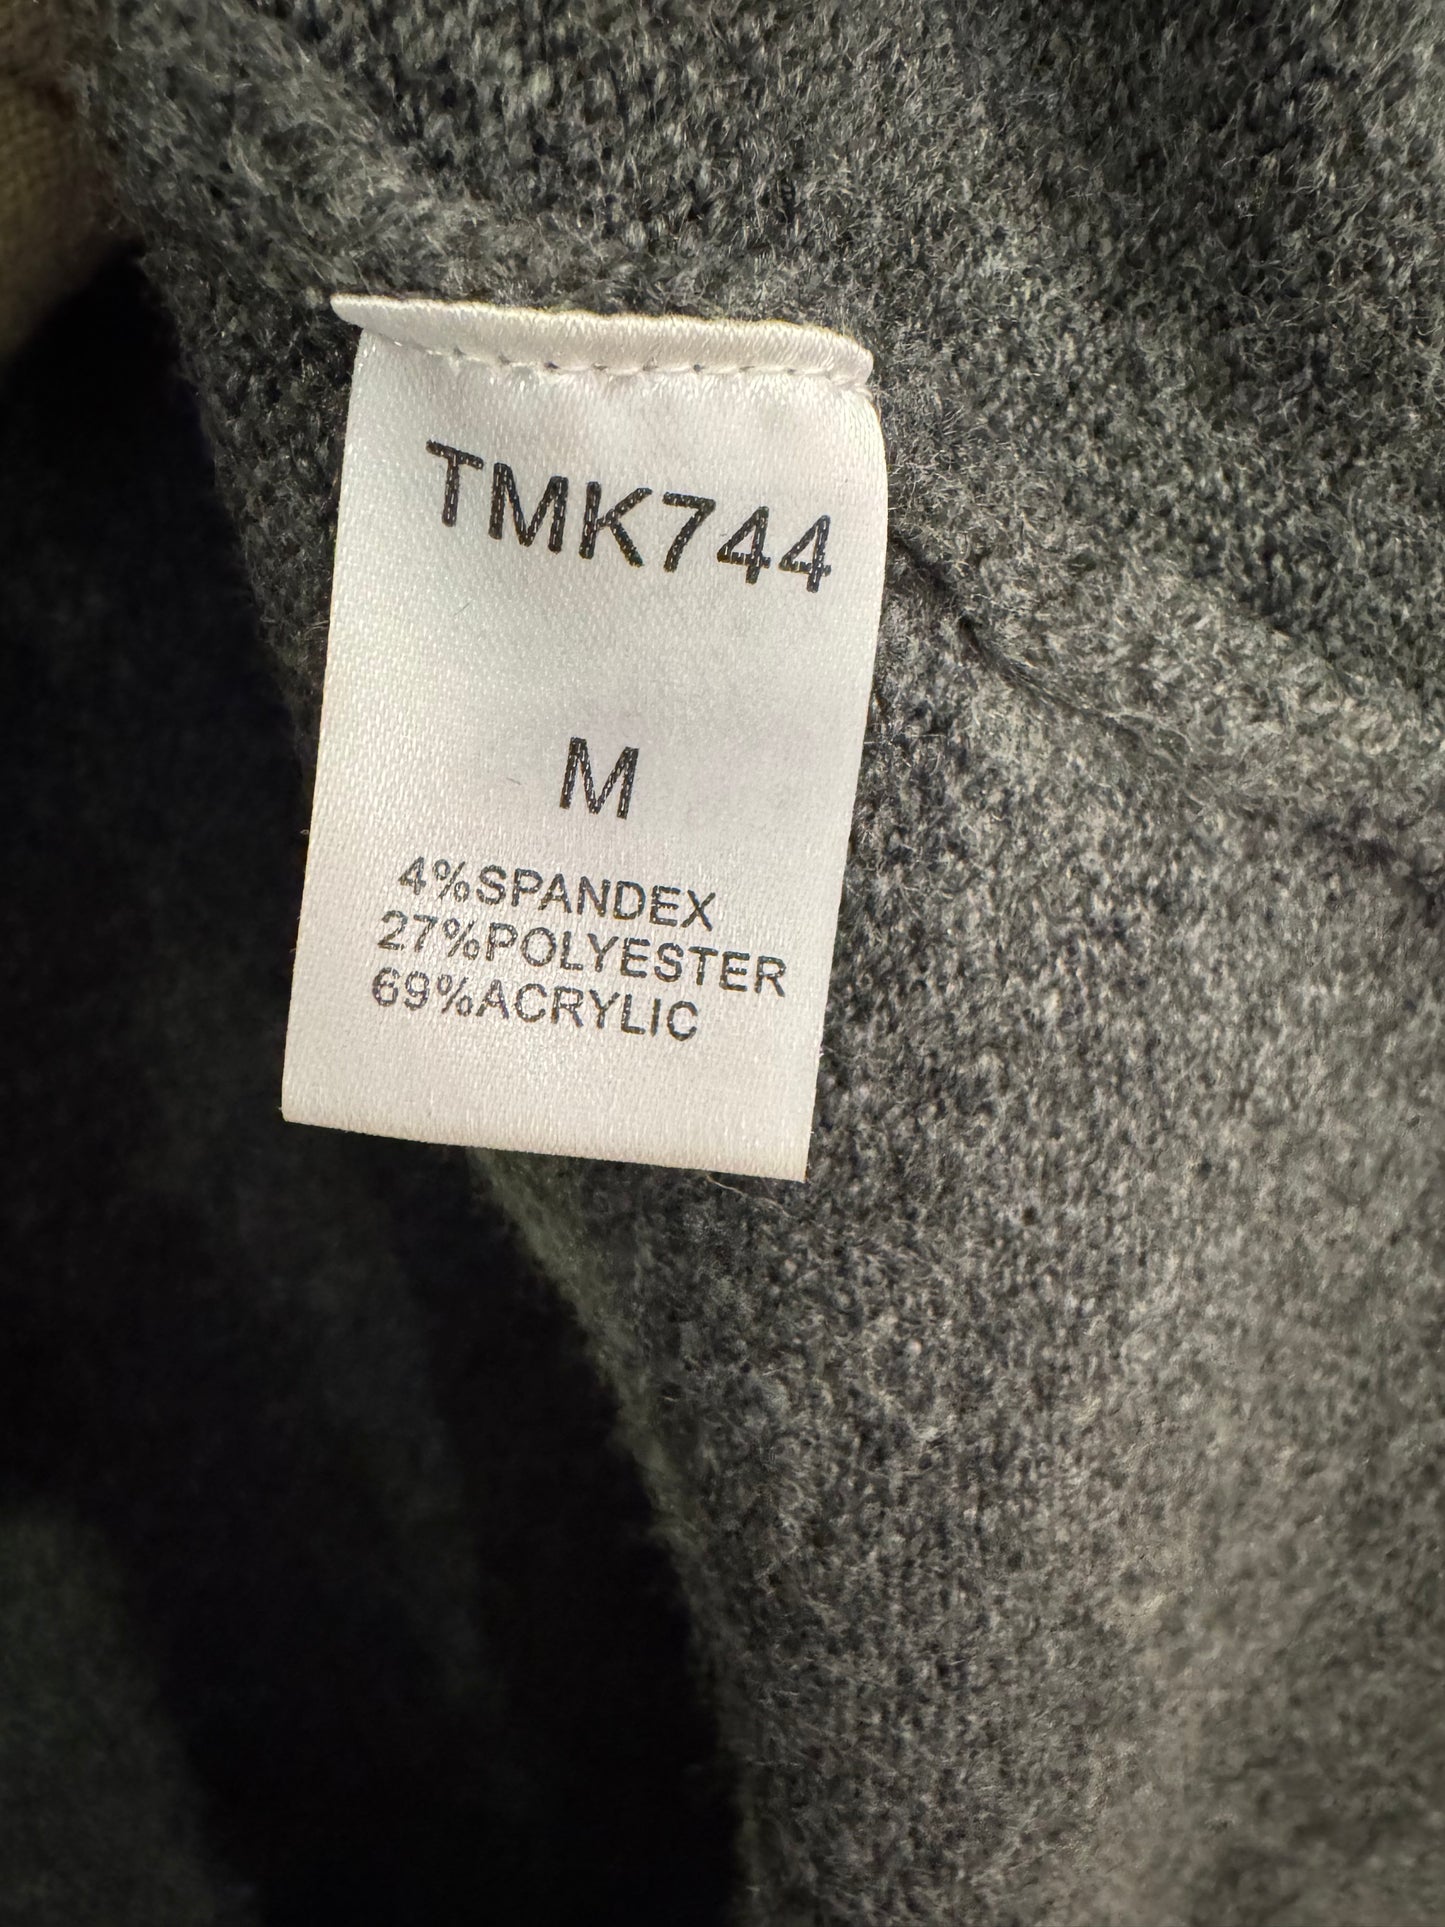 TMK744
M
4%SPANDEX
27%POLYESTER
69%ACRYLIC